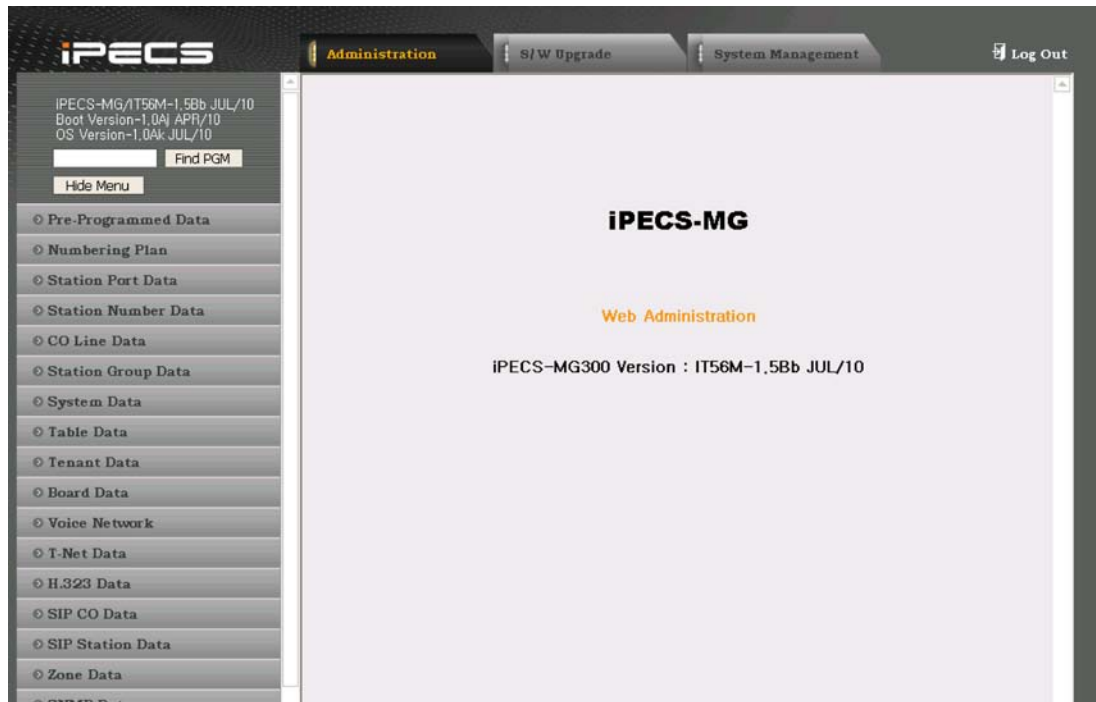 iPECS
Administration
S/W Upgrade
System Management
Log Out
iPECS-MG/IT56M-1.5Bb JUL/10
Boot Version-1.0Aj APR/10
OS Version-1.0Ak JUL/10
Find PGM
Hide Menu
Pre-Programmed Data
Numbering Plan
Station Port Data
Station Number Data
CO Line Data
Station Group Data
System Data
Table Data
Tenant Data
Board Data
Voice Network
T-Net Data
H.323 Data
SIP CO Data
SIP Station Data
Zone Data
iPECS-MG
Web Administration
iPECS-MG300 Version : IT56M-1.5Bb JUL/10